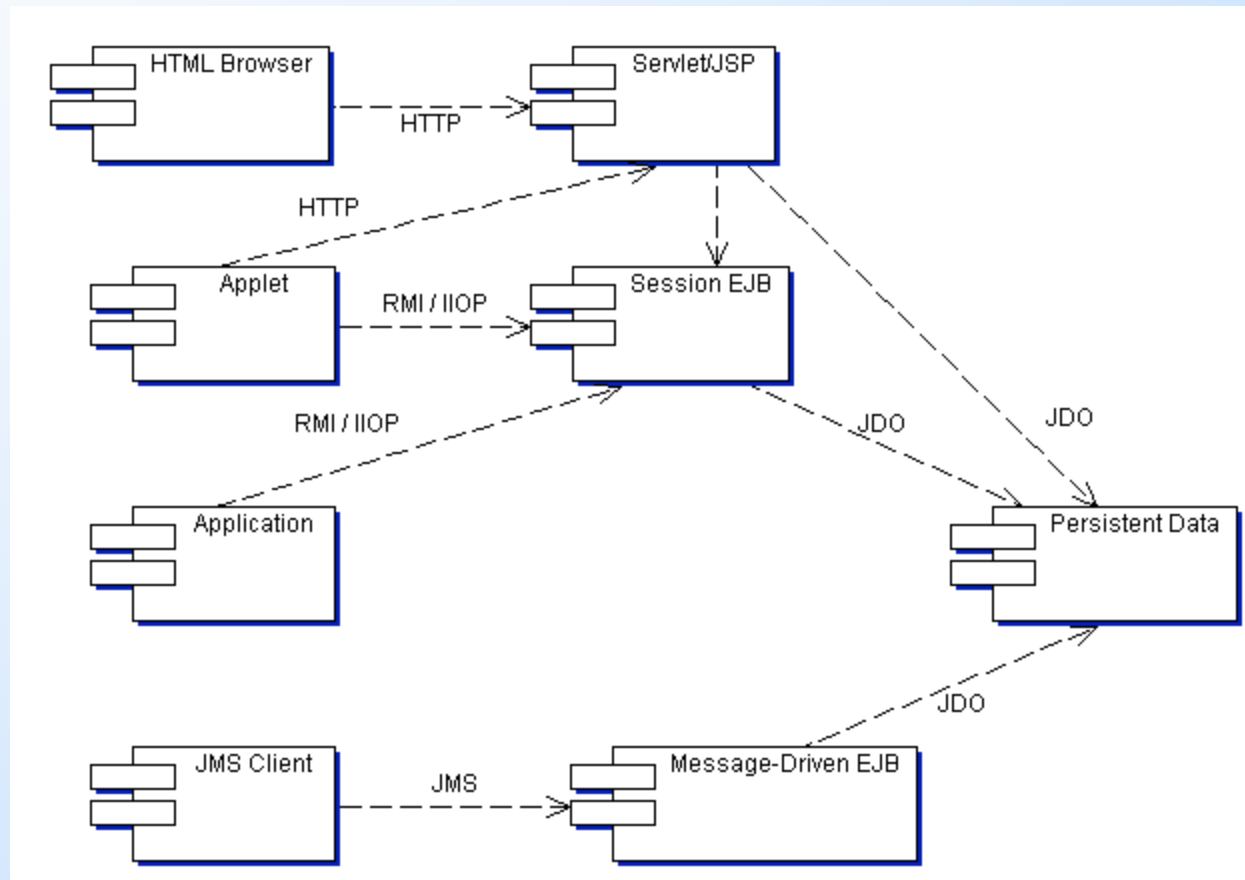 HTML Browser
Servlet/JSP
HTTP
HTTP
Applet
RMI / IIOP
Session EJB
RMI / IIOP
JDO
JDO
Application
Persistent Data
JDO
JMS Client
JMS
Message-Driven EJB